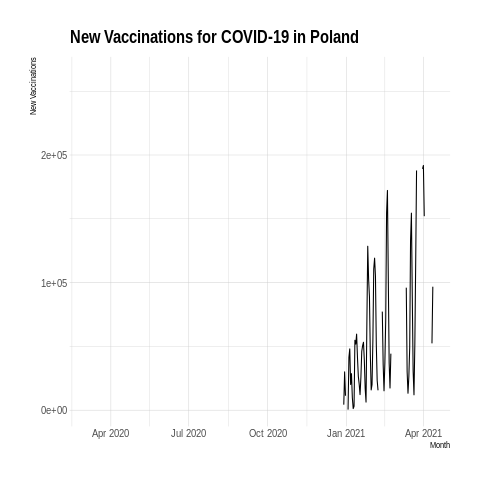 New Vaccinations for COVID-19 in Poland
New Vaccinations
2e+05
1e+05
0e+00
Apr 2020 Jul 2020 Oct 2020 Jan 2021 Apr 2021
Month